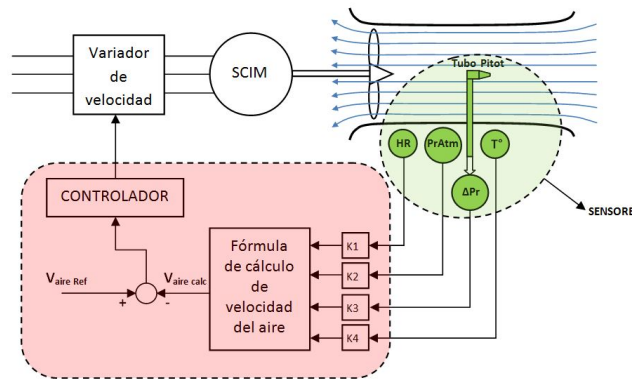 Variador
de
velocidad
SCIM
Tubo Pitot
HR
PrAtm
T°
ΔPr
SENSORE
CONTROLADOR
V aire Ref
+
-
V aire calc
Fórmula
de cálculo
de
velocidad
del aire
K1
K2
K3
K4